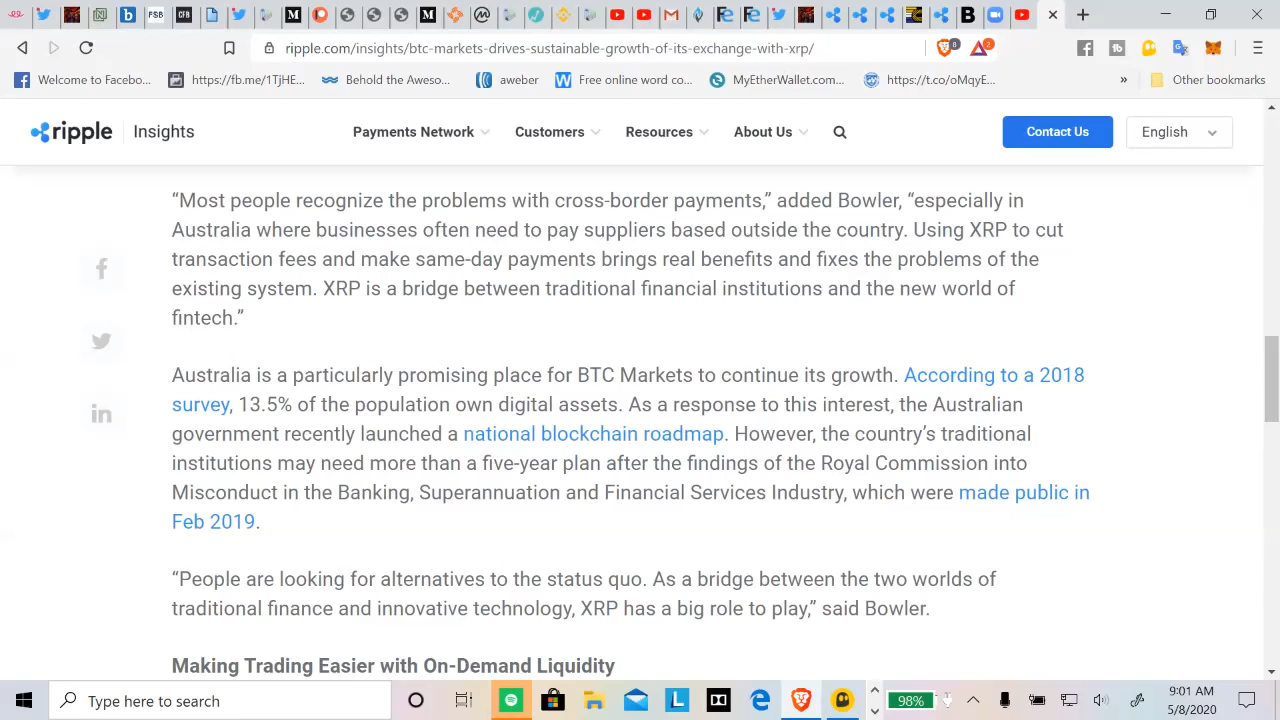 FSB
CFB
ripple.com/insights/btc-markets-drives-sustainable-growth-of-its-exchange-with-xrp/
8
2
Welcome to Facebo...
https://fb.me/1TjHE...
Behold the Aweso...
aweber
Free online word co...
MyEtherWallet.com...
https://t.co/oMqyE...
»
Other bookmarks
ripple
Insights
Payments Network
Customers
Resources
About Us
Contact Us
English
“Most people recognize the problems with cross-border payments,” added Bowler, “especially in
Australia where businesses often need to pay suppliers based outside the country. Using XRP to cut
transaction fees and make same-day payments brings real benefits and fixes the problems of the
existing system. XRP is a bridge between traditional financial institutions and the new world of
fintech.”
Australia is a particularly promising place for BTC Markets to continue its growth. According to a 2018
survey, 13.5% of the population own digital assets. As a response to this interest, the Australian
government recently launched a national blockchain roadmap. However, the country’s traditional
institutions may need more than a five-year plan after the findings of the Royal Commission into
Misconduct in the Banking, Superannuation and Financial Services Industry, which were made public in
Feb 2019.
“People are looking for alternatives to the status quo. As a bridge between the two worlds of
traditional finance and innovative technology, XRP has a big role to play,” said Bowler.
Making Trading Easier with On-Demand Liquidity
Type here to search
98%
9:01 AM
5/8/2020